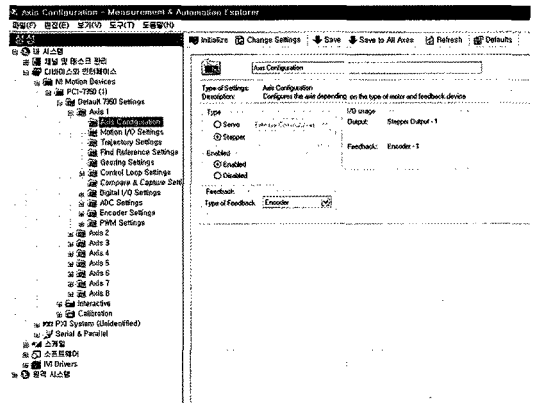 Axis Configuration - Measurement & Automation Explorer
파일(F) 편집(E) 보기(V) 도구(T) 도움말(H)
구성
내 시스템
채널 및 태스크 관리
디바이스와 인터페이스
NI Motion Devices
PCI-7350 (1)
Default 7350 Settings
Axis 1
Axis Configuration
Motion I/O Settings
Trajectory Settings
Find Reference Settings
Gearing Settings
Control Loop Settings
Compare & Capture Setti
Digital I/O Settings
ADC Settings
Encoder Settings
PWM Settings
Axis 2
Axis 3
Axis 4
Axis 5
Axis 6
Axis 7
Axis 8
Interactive
Calibration
PXI System (Unidentified)
Serial & Parallel
스케일
소프트웨어
IVI Drivers
원격 시스템
Initialize Change Settings Save Save to All Axes Refresh Defaults
Axis Configuration
Type of Settings: Axis Configuration
Description: Configures the axis depending on the type of motor and feedback device
Type
Servo
Stepper
Enabled
Enabled
Disabled
Feedback
Type of Feedback Encoder
I/O usage
Output: Stepper Output - 1
Feedback: Encoder - 1